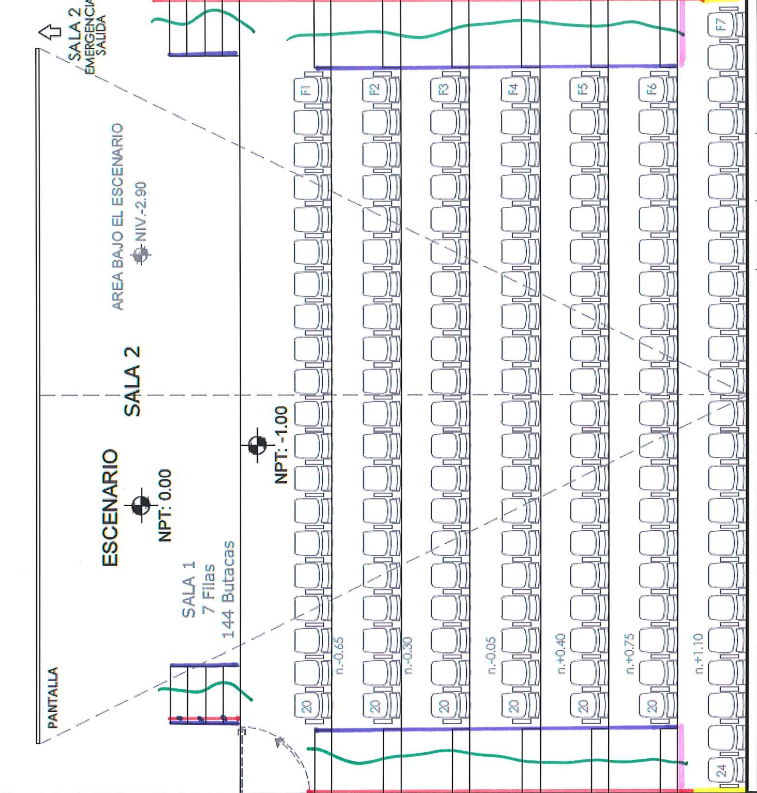 SALA 2
EMERGENCIA
SALIDA
F7
F1
F2
F3
F4
F5
F6
AREA BAJO EL ESCENARIO
NIV.-2.90
SALA 2
ESCENARIO
NPT: 0.00
NPT: -1.00
SALA 1
7 Filas
144 Butacas
PANTALLA
n.-0.65
n.-0.30
n.-0.05
n.+0.40
n.+0.75
n.+1.10
20
20
20
20
20
20
24